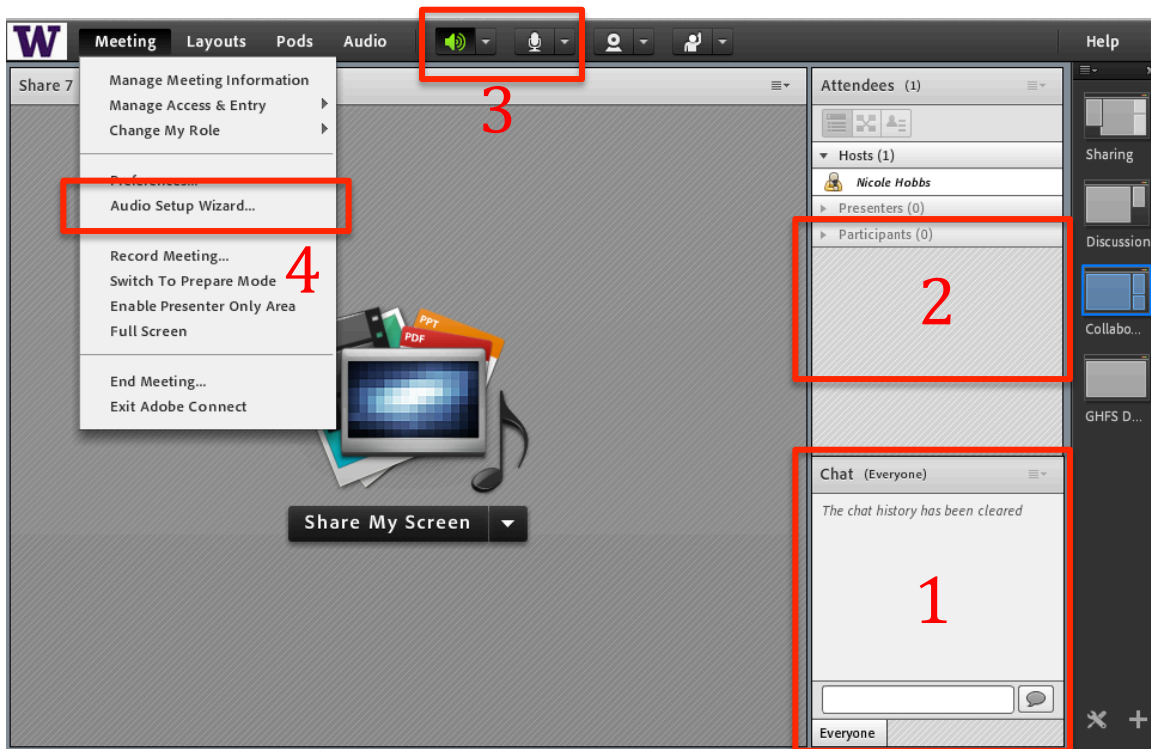 W Meeting Layouts Pods Audio Help
3
Share 7
Manage Meeting Information
Manage Access & Entry
Change My Role
Preferences...
Audio Setup Wizard...
4
Record Meeting...
Switch To Prepare Mode
Enable Presenter Only Area
Full Screen
End Meeting...
Exit Adobe Connect
PPT
PDF
Share My Screen
Attendees (1)
Hosts (1)
Nicole Hobbs
Presenters (0)
Participants (0)
2
Chat (Everyone)
The chat history has been cleared
1
Everyone
Sharing
Discussion
Collabo...
GHFS D...